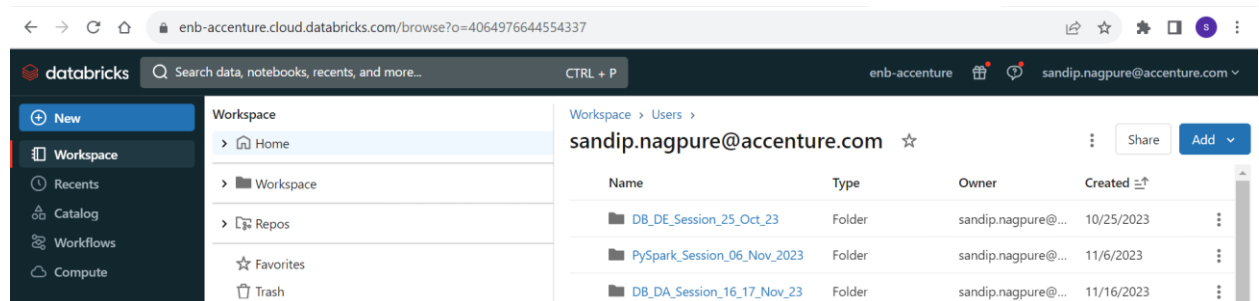 enb-accenture.cloud.databricks.com/browse?o=4064976644554337
S
databricks
Search data, notebooks, recents, and more...
CTRL + P
enb-accenture
sandip.nagpure@accenture.com
New
Workspace
Recents
Catalog
Workflows
Compute
Workspace
Home
Workspace
Repos
Favorites
Trash
Workspace > Users >
sandip.nagpure@accenture.com
Share
Add
Name Type Owner Created
DB_DE_Session_25_Oct_23 Folder sandip.nagpure@... 10/25/2023
PySpark_Session_06_Nov_2023 Folder sandip.nagpure@... 11/6/2023
DB_DA_Session_16_17_Nov_23 Folder sandip.nagpure@... 11/16/2023